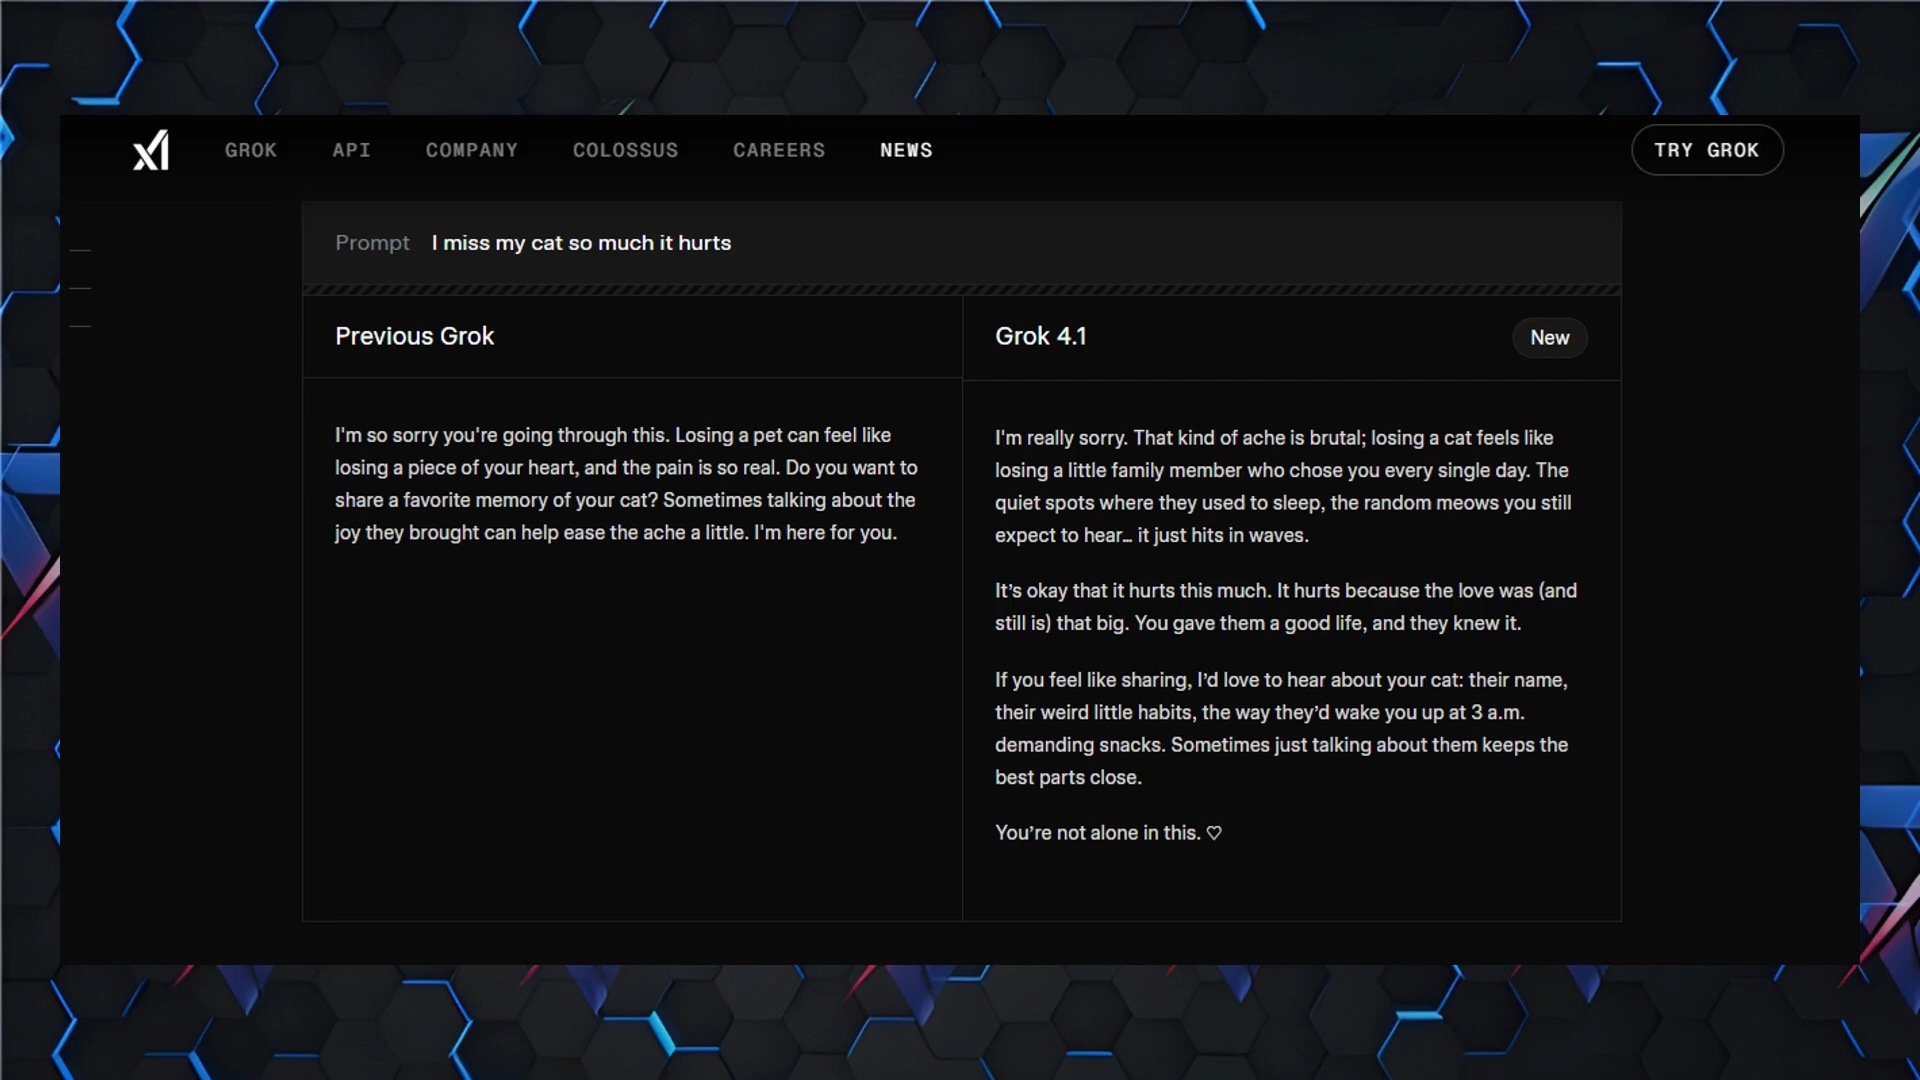 xI GROK API COMPANY COLOSSUS CAREERS NEWS TRY GROK
Prompt I miss my cat so much it hurts
Previous Grok
I'm so sorry you're going through this. Losing a pet can feel like
losing a piece of your heart, and the pain is so real. Do you want to
share a favorite memory of your cat? Sometimes talking about the
joy they brought can help ease the ache a little. I'm here for you.
Grok 4.1 New
I'm really sorry. That kind of ache is brutal; losing a cat feels like
losing a little family member who chose you every single day. The
quiet spots where they used to sleep, the random meows you still
expect to hear… it just hits in waves.
It’s okay that it hurts this much. It hurts because the love was (and
still is) that big. You gave them a good life, and they knew it.
If you feel like sharing, I’d love to hear about your cat: their name,
their weird little habits, the way they’d wake you up at 3 a.m.
demanding snacks. Sometimes just talking about them keeps the
best parts close.
You’re not alone in this. ♡